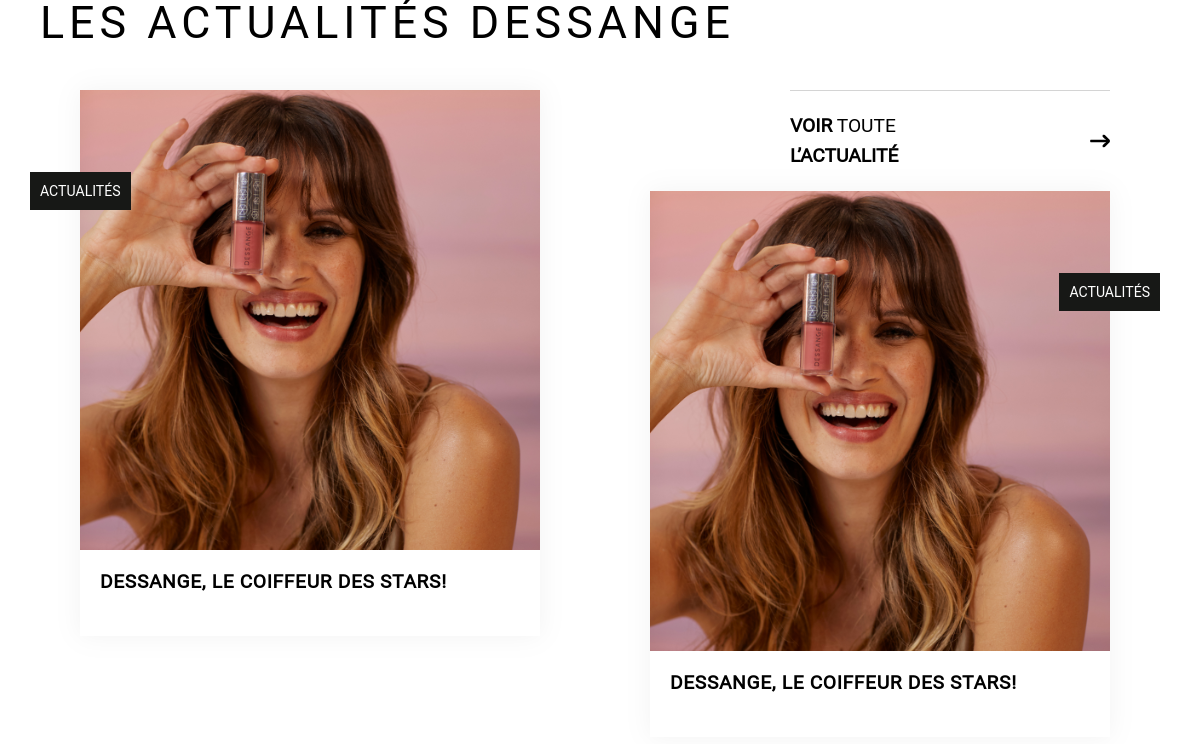 LES ACTUALITÉS DESSANGE
VOIR TOUTE
L’ACTUALITÉ
ACTUALITÉS
DESSANGE
DESSANGE, LE COIFFEUR DES STARS!
ACTUALITÉS
DESSANGE
DESSANGE, LE COIFFEUR DES STARS!